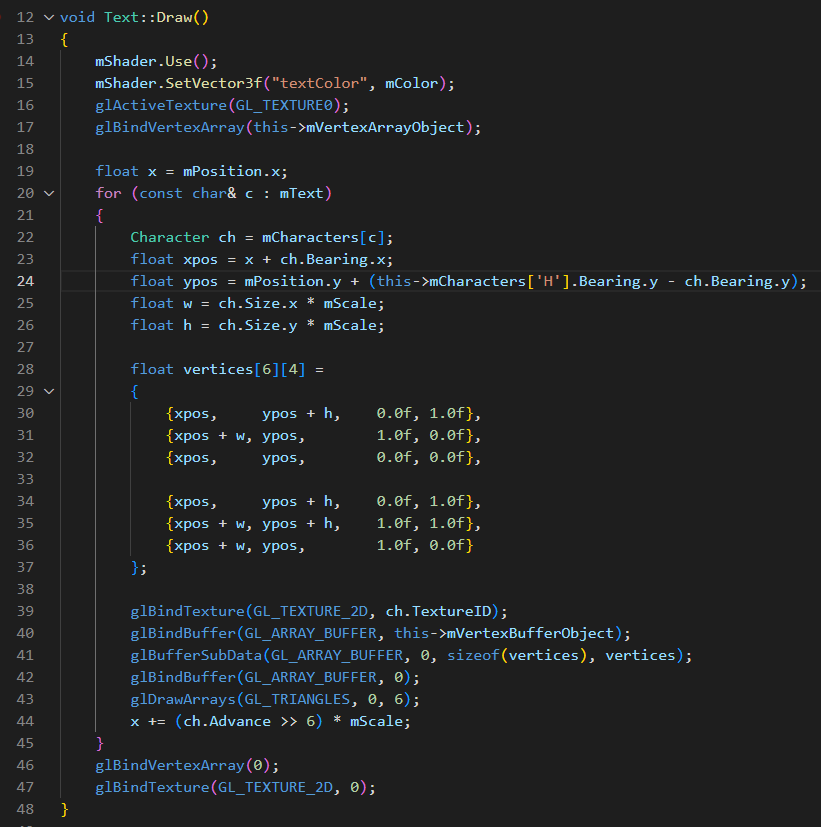 12 void Text::Draw()
13 {
14     mShader.Use();
15     mShader.SetVector3f("textColor", mColor);
16     glActiveTexture(GL_TEXTURE0);
17     glBindVertexArray(this->mVertexArrayObject);
18
19     float x = mPosition.x;
20     for (const char& c : mText)
21     {
22         Character ch = mCharacters[c];
23         float xpos = x + ch.Bearing.x;
24         float ypos = mPosition.y + (this->mCharacters['H'].Bearing.y - ch.Bearing.y);
25         float w = ch.Size.x * mScale;
26         float h = ch.Size.y * mScale;
27
28         float vertices[6][4] =
29         {
30             {xpos,     ypos + h,    0.0f, 1.0f},
31             {xpos + w, ypos,        1.0f, 0.0f},
32             {xpos,     ypos,        0.0f, 0.0f},
33
34             {xpos,     ypos + h,    0.0f, 1.0f},
35             {xpos + w, ypos + h,    1.0f, 1.0f},
36             {xpos + w, ypos,        1.0f, 0.0f}
37         };
38
39         glBindTexture(GL_TEXTURE_2D, ch.TextureID);
40         glBindBuffer(GL_ARRAY_BUFFER, this->mVertexBufferObject);
41         glBufferSubData(GL_ARRAY_BUFFER, 0, sizeof(vertices), vertices);
42         glBindBuffer(GL_ARRAY_BUFFER, 0);
43         glDrawArrays(GL_TRIANGLES, 0, 6);
44         x += (ch.Advance >> 6) * mScale;
45     }
46     glBindVertexArray(0);
47     glBindTexture(GL_TEXTURE_2D, 0);
48 }